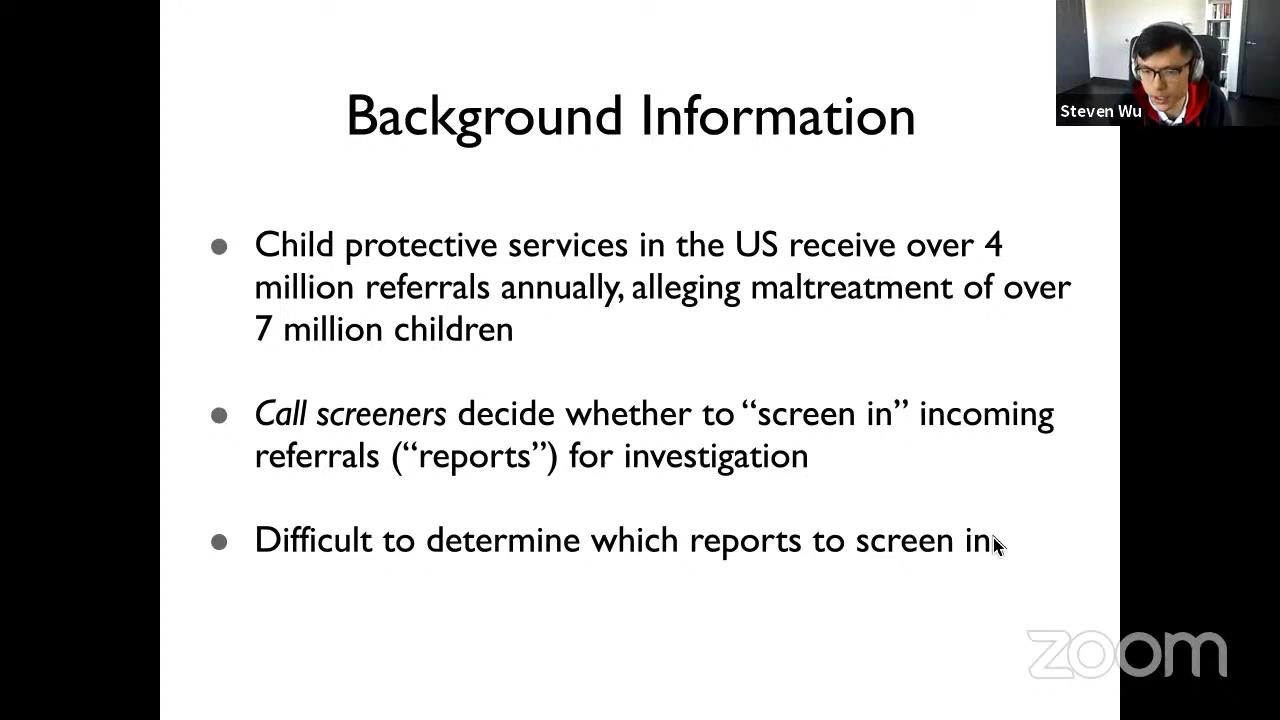 Steven Wu
Background Information
● Child protective services in the US receive over 4
million referrals annually, alleging maltreatment of over
7 million children
● Call screeners decide whether to “screen in” incoming
referrals (“reports”) for investigation
● Difficult to determine which reports to screen in
zoom